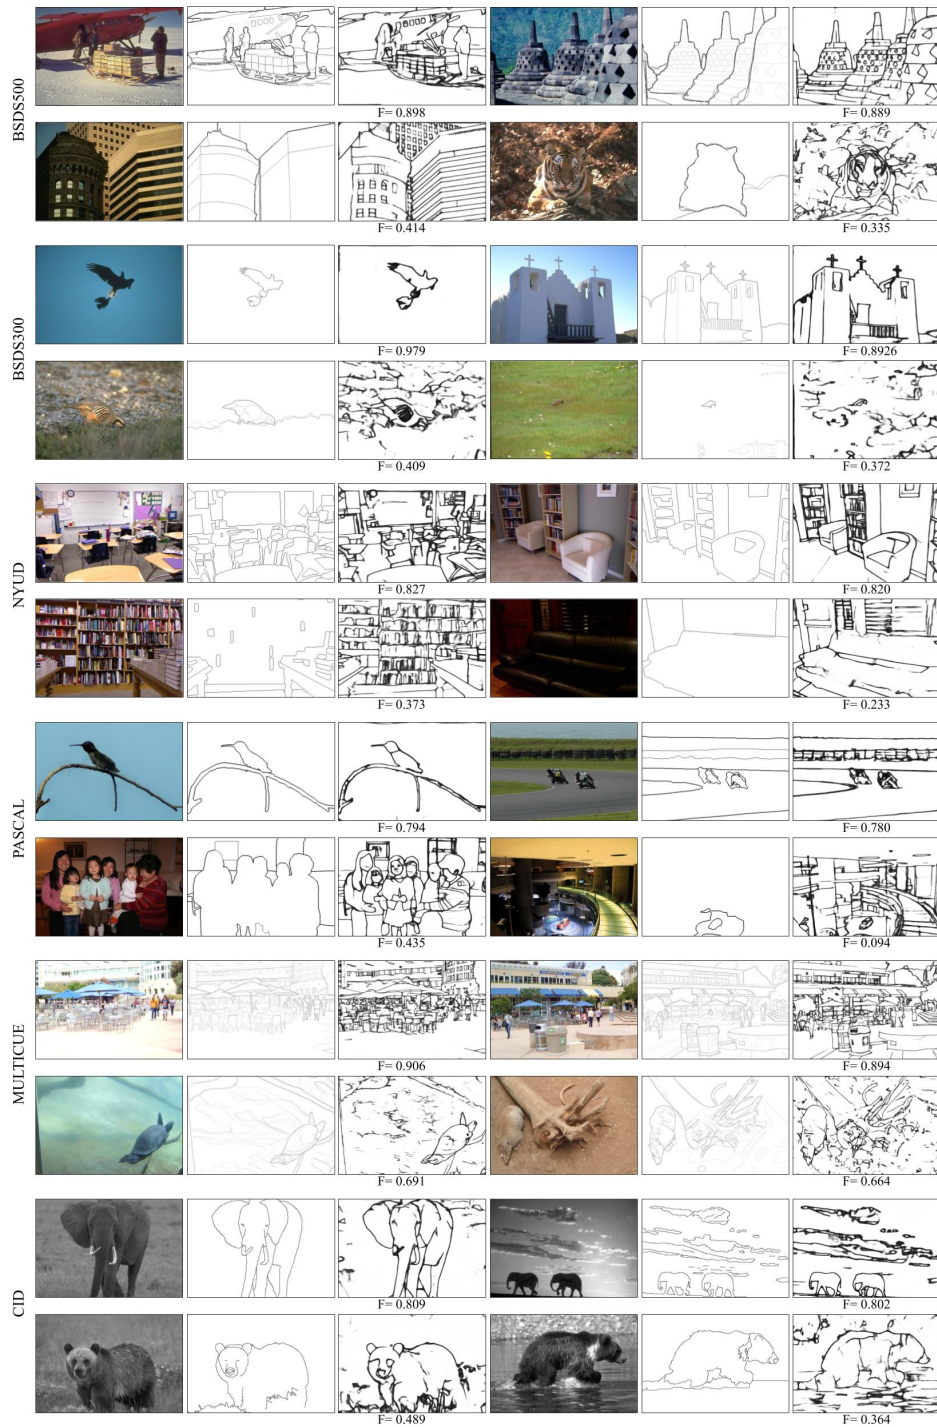 BSDS500
F= 0.898
F= 0.889
F= 0.414
F= 0.335
BSDS300
F= 0.979
F= 0.8926
F= 0.409
F= 0.372
NYUD
F= 0.827
F= 0.820
F= 0.373
F= 0.233
PASCAL
F= 0.794
F= 0.780
F= 0.435
F= 0.094
MULTICUE
F= 0.906
F= 0.894
F= 0.691
F= 0.664
CID
F= 0.809
F= 0.802
F= 0.489
F= 0.364